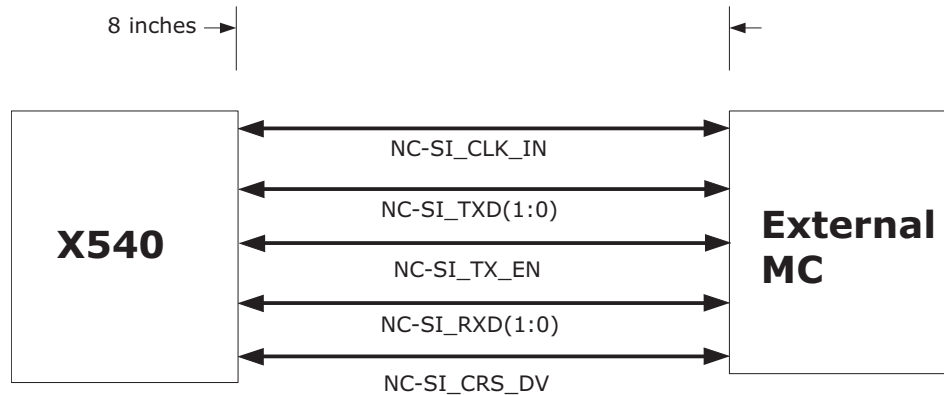 8 inches
X540
NC-SI_CLK_IN
NC-SI_TXD(1:0)
NC-SI_TX_EN
NC-SI_RXD(1:0)
NC-SI_CRS_DV
External
MC